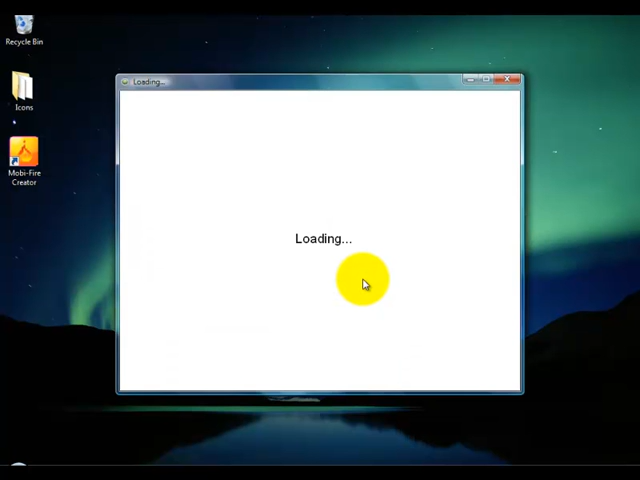 Recycle Bin
Icons
Mobi-Fire
Creator
Loading...
Loading...